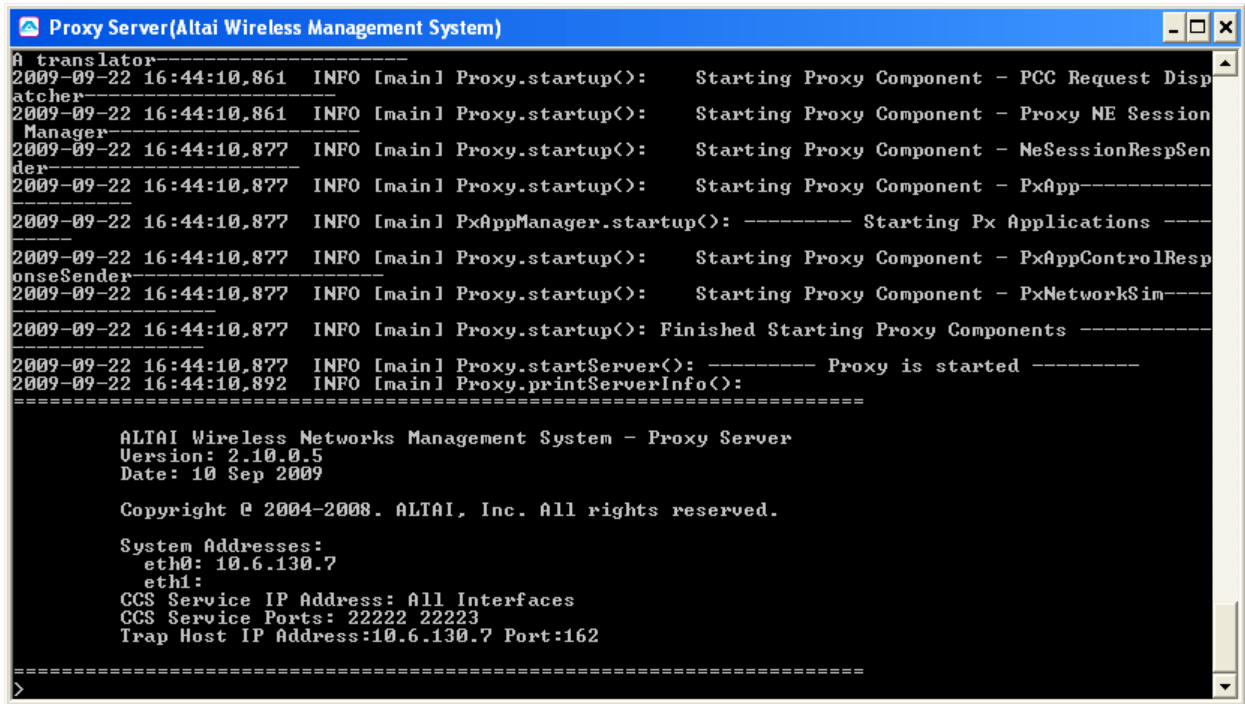 Proxy Server(Altai Wireless Management System)
A translator---------------------
2009-09-22 16:44:10,861  INFO [main] Proxy.startup():    Starting Proxy Component - PCC Request Disp
atcher---------------------
2009-09-22 16:44:10,861  INFO [main] Proxy.startup():    Starting Proxy Component - Proxy NE Session
 Manager---------------------
2009-09-22 16:44:10,877  INFO [main] Proxy.startup():    Starting Proxy Component - NeSessionRespSen
der---------------------
2009-09-22 16:44:10,877  INFO [main] Proxy.startup():    Starting Proxy Component - PxApp-----------
----------
2009-09-22 16:44:10,877  INFO [main] PxAppManager.startup(): --------- Starting Px Applications ----
-----
2009-09-22 16:44:10,877  INFO [main] Proxy.startup():    Starting Proxy Component - PxAppControlResp
onseSender---------------------
2009-09-22 16:44:10,877  INFO [main] Proxy.startup():    Starting Proxy Component - PxNetworkSim----
-----------------
2009-09-22 16:44:10,877  INFO [main] Proxy.startup(): Finished Starting Proxy Components -----------
----------------
2009-09-22 16:44:10,877  INFO [main] Proxy.startServer(): --------- Proxy is started ---------
2009-09-22 16:44:10,892  INFO [main] Proxy.printServerInfo():
=======================================================================
ALTAI Wireless Networks Management System - Proxy Server
Version: 2.10.0.5
Date: 10 Sep 2009
Copyright @ 2004-2008. ALTAI, Inc. All rights reserved.
System Addresses:
eth0: 10.6.130.7
eth1:
CCS Service IP Address: All Interfaces
CCS Service Ports: 22222 22223
Trap Host IP Address:10.6.130.7 Port:162
=======================================================================
>